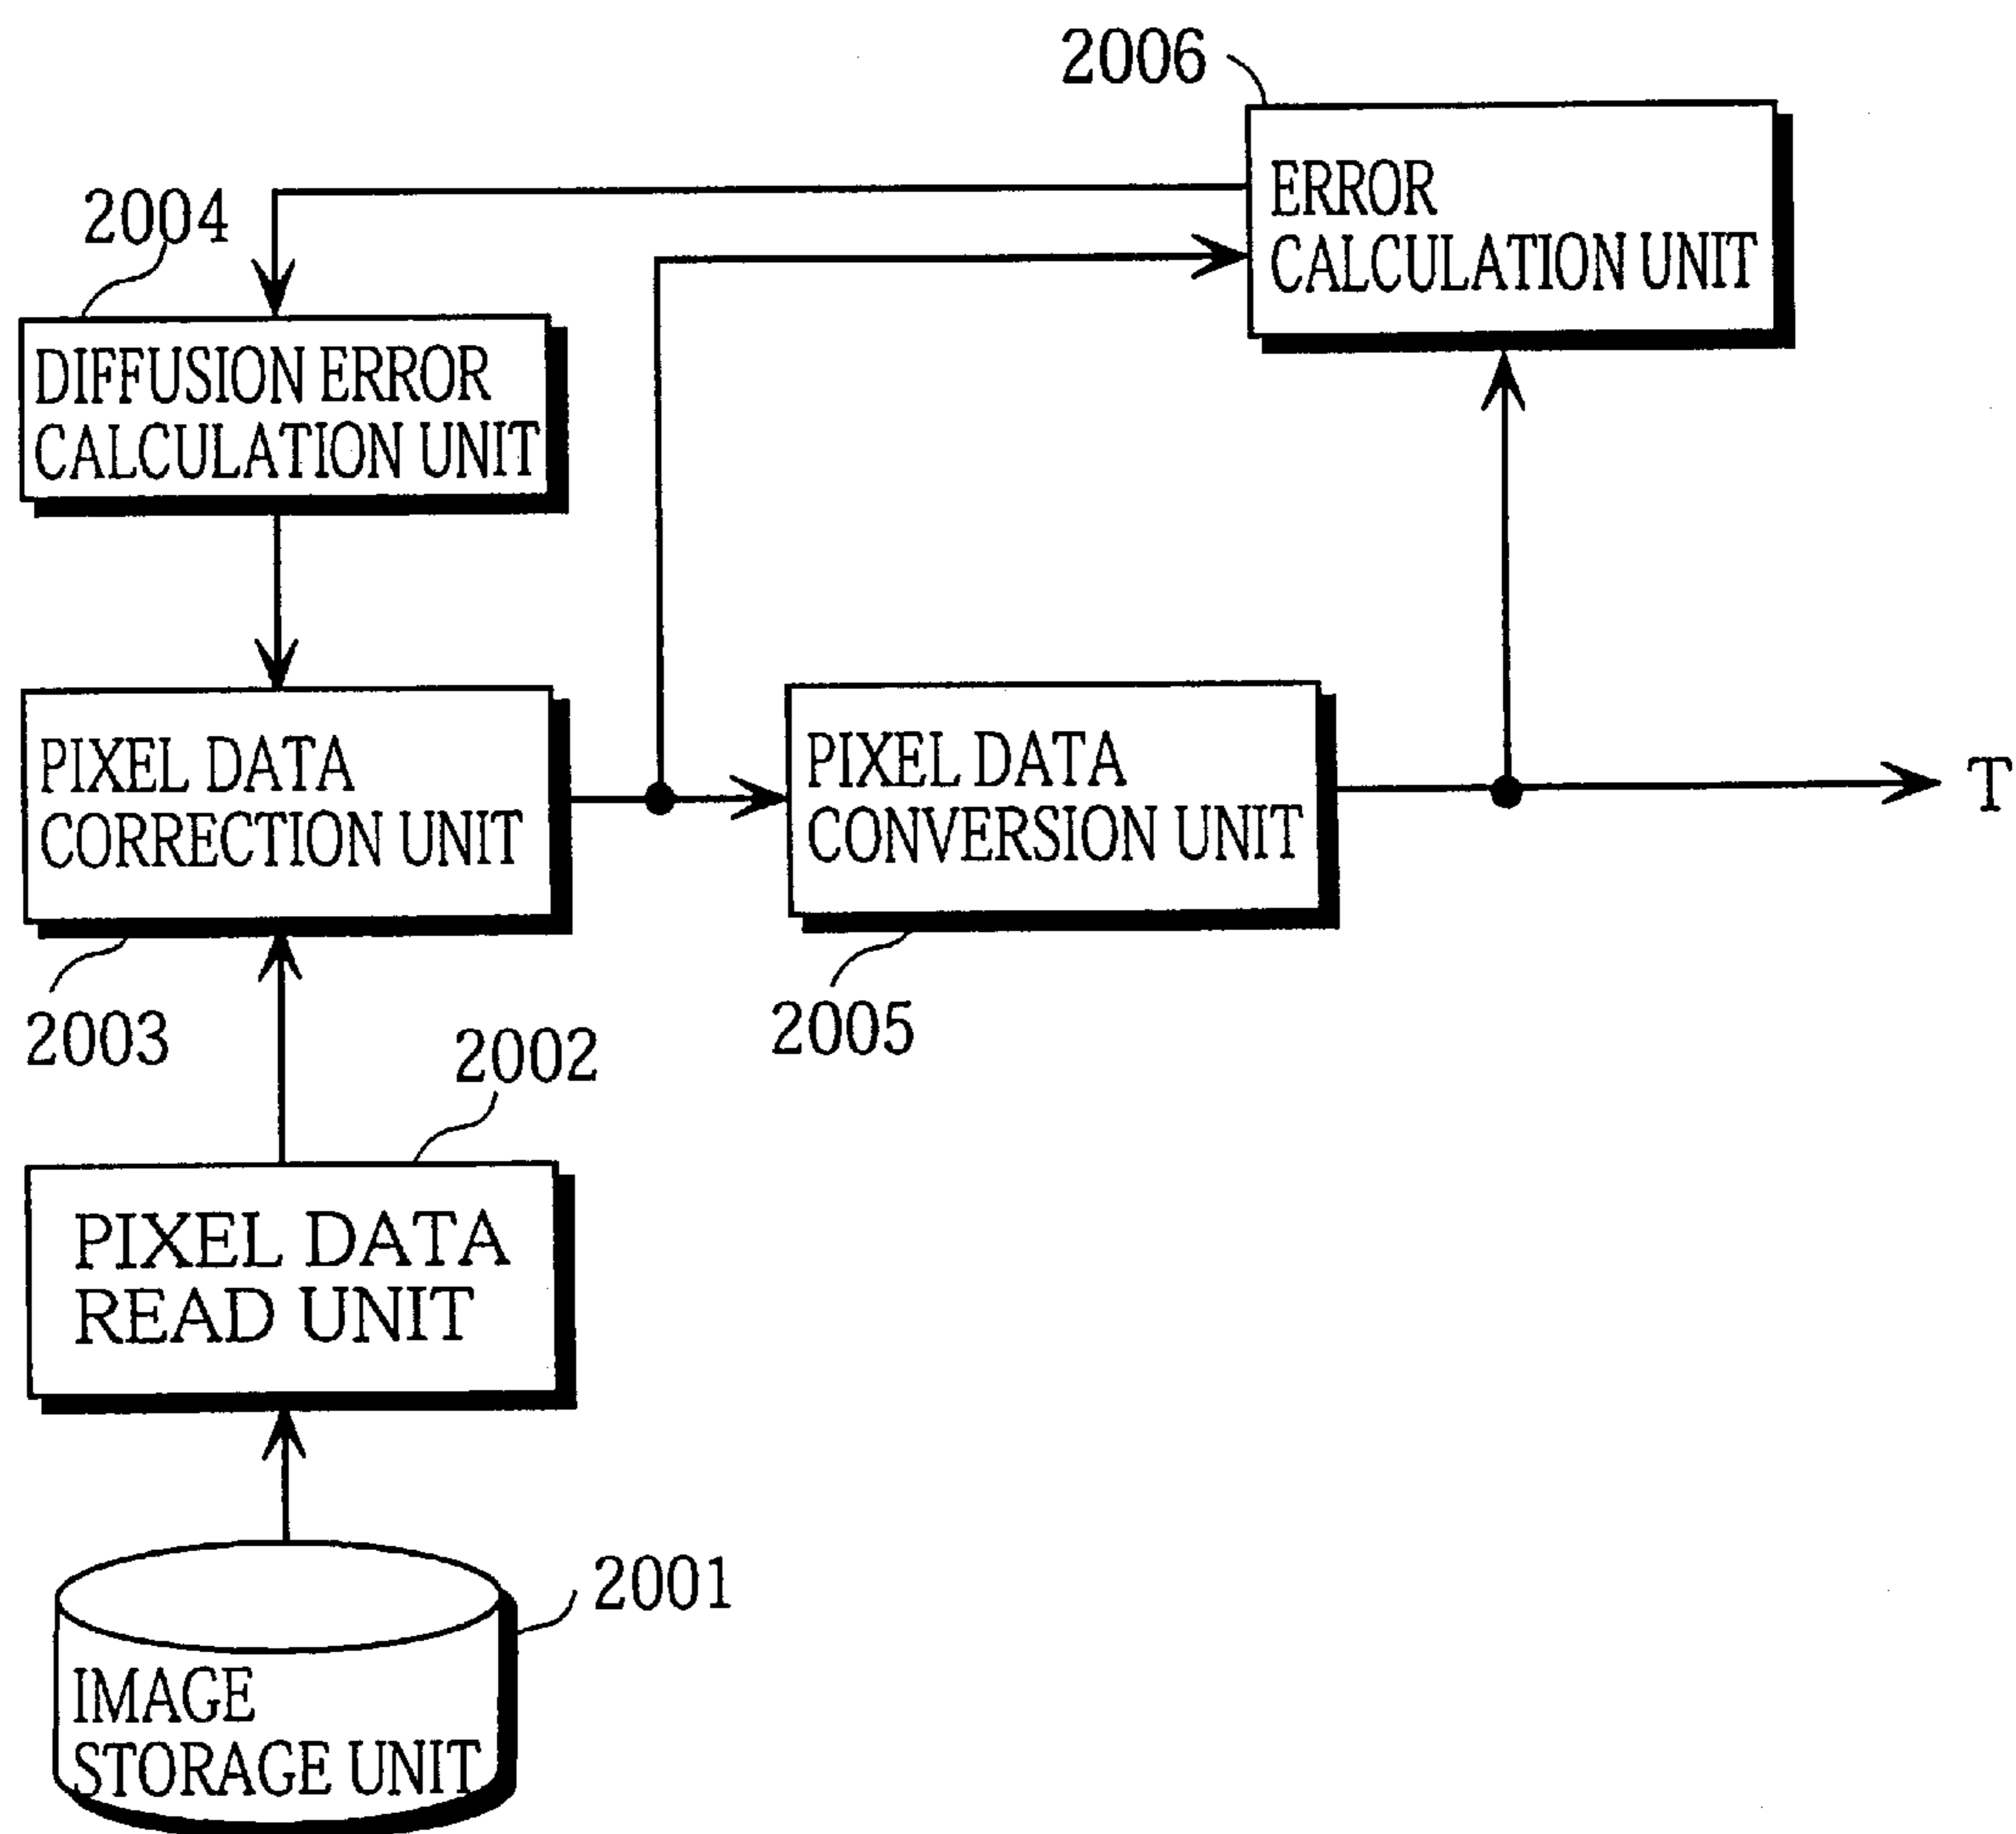 2006
ERROR
CALCULATION UNIT
2004
DIFFUSION ERROR
CALCULATION UNIT
PIXEL DATA
CORRECTION UNIT
PIXEL DATA
CONVERSION UNIT
T
2003
2005
2002
PIXEL DATA
READ UNIT
2001
IMAGE
STORAGE UNIT